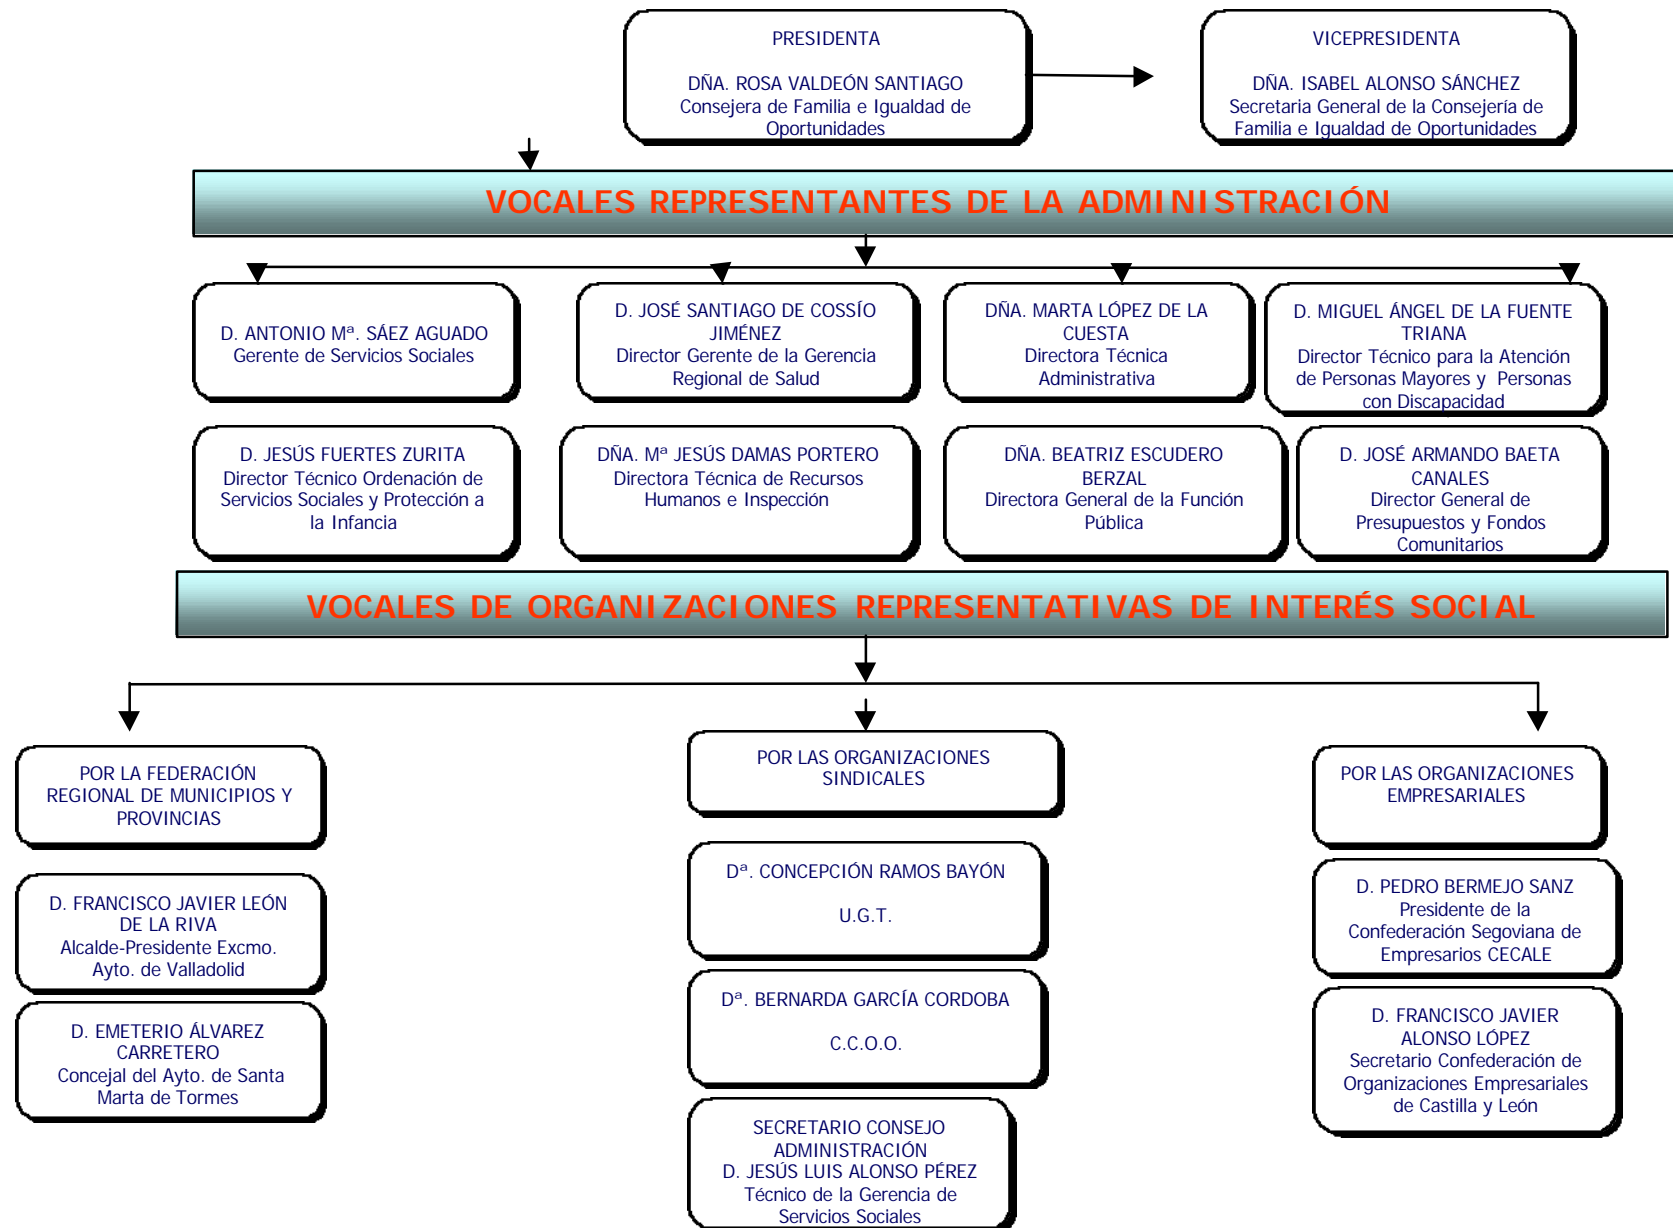 PRESIDENTA
DÑA. ROSA VALDEÓN SANTIAGO
Consejera de Familia e Igualdad de
Oportunidades
VICEPRESIDENTA
DÑA. ISABEL ALONSO SÁNCHEZ
Secretaria General de la Consejería de
Familia e Igualdad de Oportunidades
VOCALES REPRESENTANTES DE LA ADMINISTRACIÓN
D. ANTONIO Mª. SÁEZ AGUADO
Gerente de Servicios Sociales
D. JOSÉ SANTIAGO DE COSSÍO
JIMÉNEZ
Director Gerente de la Gerencia
Regional de Salud
DÑA. MARTA LÓPEZ DE LA
CUESTA
Directora Técnica
Administrativa
D. MIGUEL ÁNGEL DE LA FUENTE
TRIANA
Director Técnico para la Atención
de Personas Mayores y Personas
con Discapacidad
D. JESÚS FUERTES ZURITA
Director Técnico Ordenación de
Servicios Sociales y Protección a
la Infancia
DÑA. Mª JESÚS DAMAS PORTERO
Directora Técnica de Recursos
Humanos e Inspección
DÑA. BEATRIZ ESCUDERO
BERZAL
Directora General de la Función
Pública
D. JOSÉ ARMANDO BAETA
CANALES
Director General de
Presupuestos y Fondos
Comunitarios
VOCALES DE ORGANIZACIONES REPRESENTATIVAS DE INTERÉS SOCIAL
POR LA FEDERACIÓN
REGIONAL DE MUNICIPIOS Y
PROVINCIAS
D. FRANCISCO JAVIER LEÓN
DE LA RIVA
Alcalde-Presidente Excmo.
Ayto. de Valladolid
D. EMETERIO ÁLVAREZ
CARRETERO
Concejal del Ayto. de Santa
Marta de Tormes
POR LAS ORGANIZACIONES
SINDICALES
Dª. CONCEPCIÓN RAMOS BAYÓN
U.G.T.
Dª. BERNARDA GARCÍA CORDOBA
C.C.O.O.
SECRETARIO CONSEJO
ADMINISTRACIÓN
D. JESÚS LUIS ALONSO PÉREZ
Técnico de la Gerencia de
Servicios Sociales
POR LAS ORGANIZACIONES
EMPRESARIALES
D. PEDRO BERMEJO SANZ
Presidente de la
Confederación Segoviana de
Empresarios CECALE
D. FRANCISCO JAVIER
ALONSO LÓPEZ
Secretario Confederación de
Organizaciones Empresariales
de Castilla y León